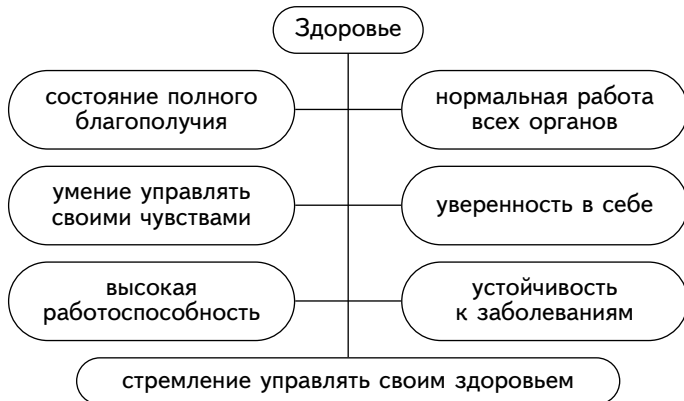 Здоровье
состояние полного
благополучия
нормальная работа
всех органов
умение управлять
своими чувствами
уверенность в себе
высокая
работоспособность
устойчивость
к заболеваниям
стремление управлять своим здоровьем